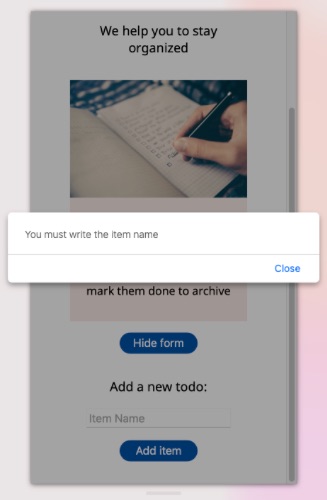 We help you to stay
organized
You must write the item name
Close
mark them done to archive
Hide form
Add a new todo:
Item Name
Add item